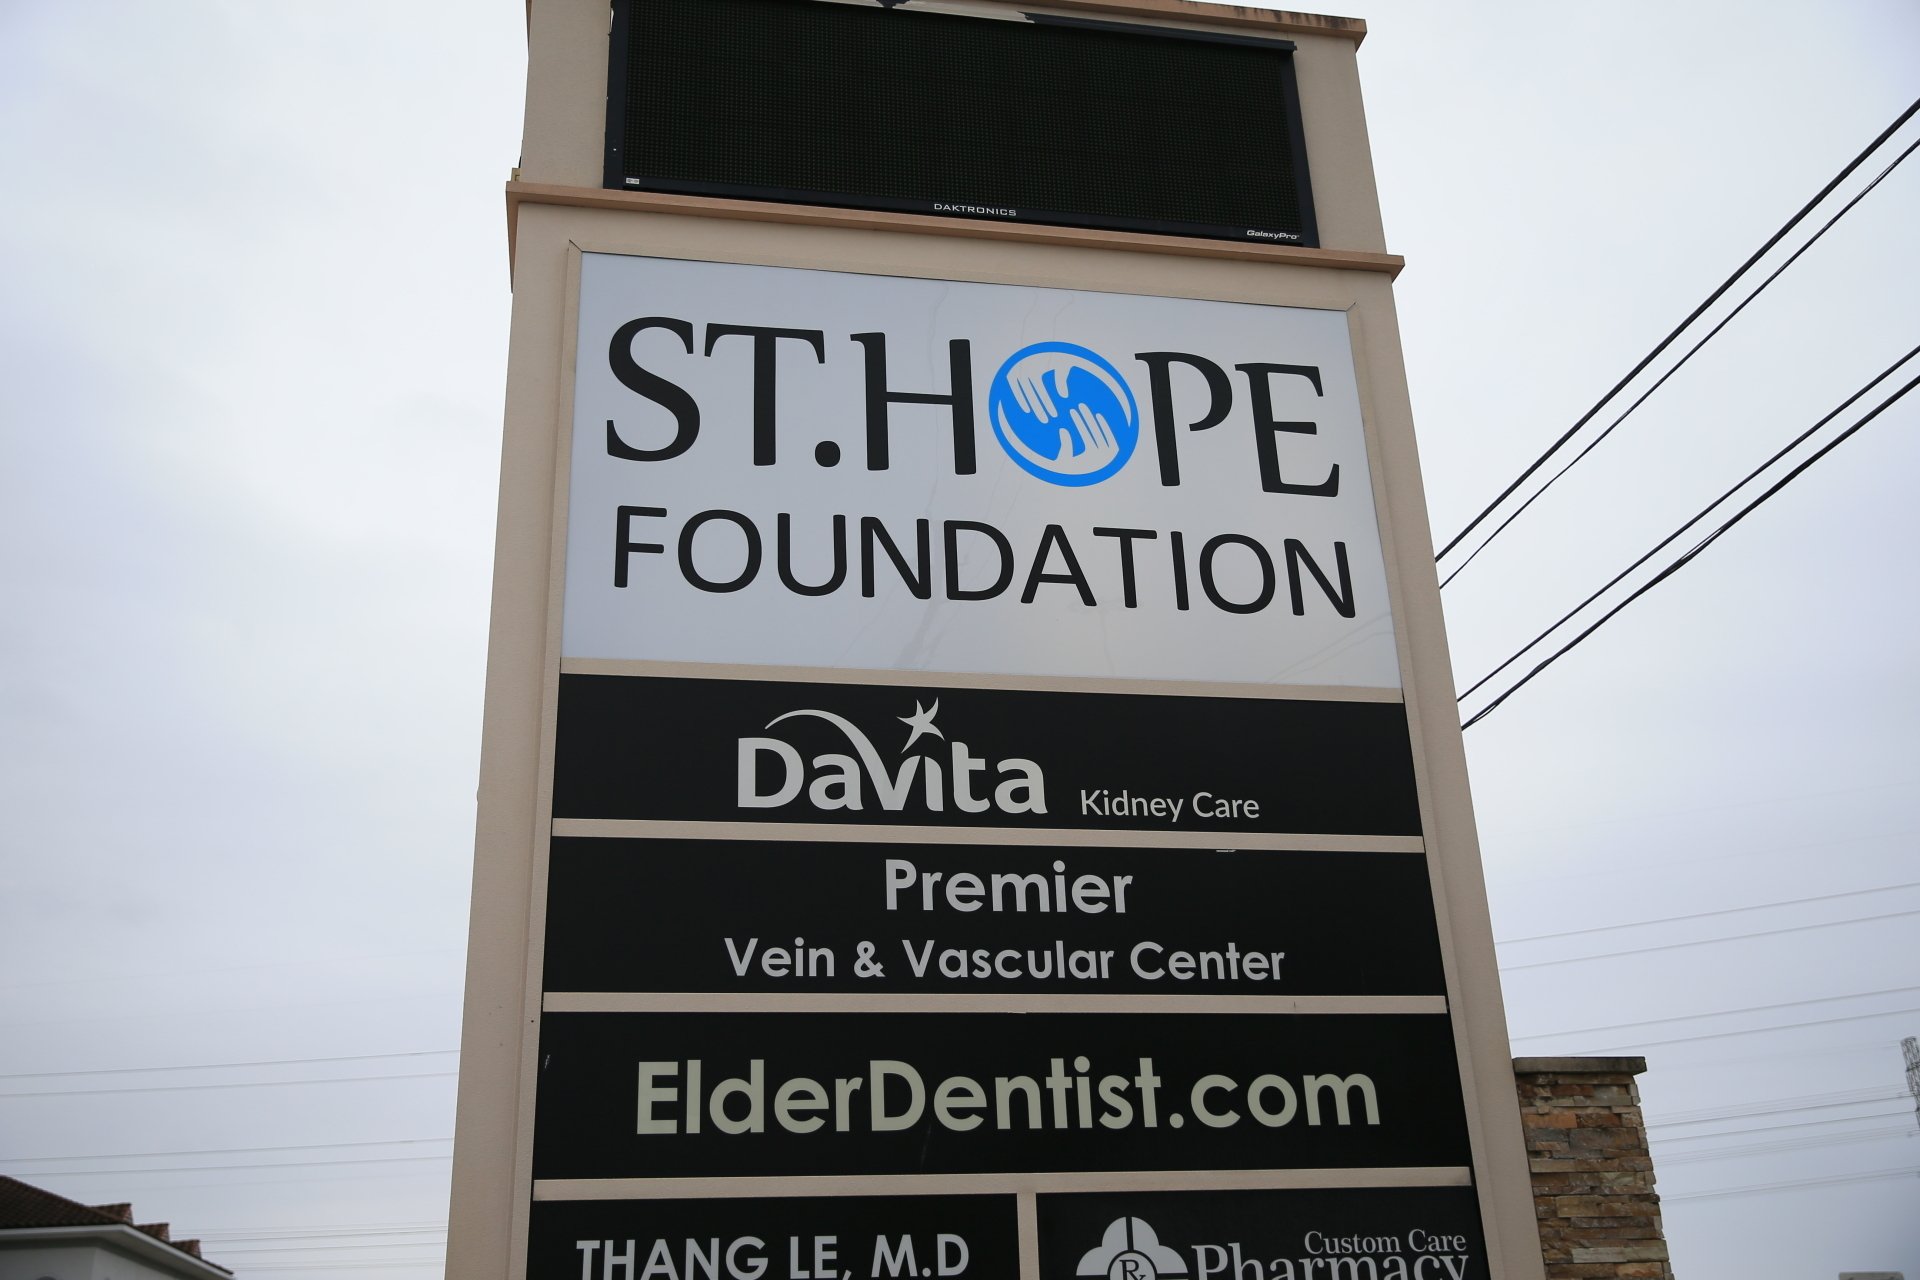 DAKTRONICS
GalaxyPro
ST.HOPE
FOUNDATION
DaVita Kidney Care
Premier
Vein & Vascular Center
ElderDentist.com
THANG LE, M.D
Custom Care
Rx Pharmacy